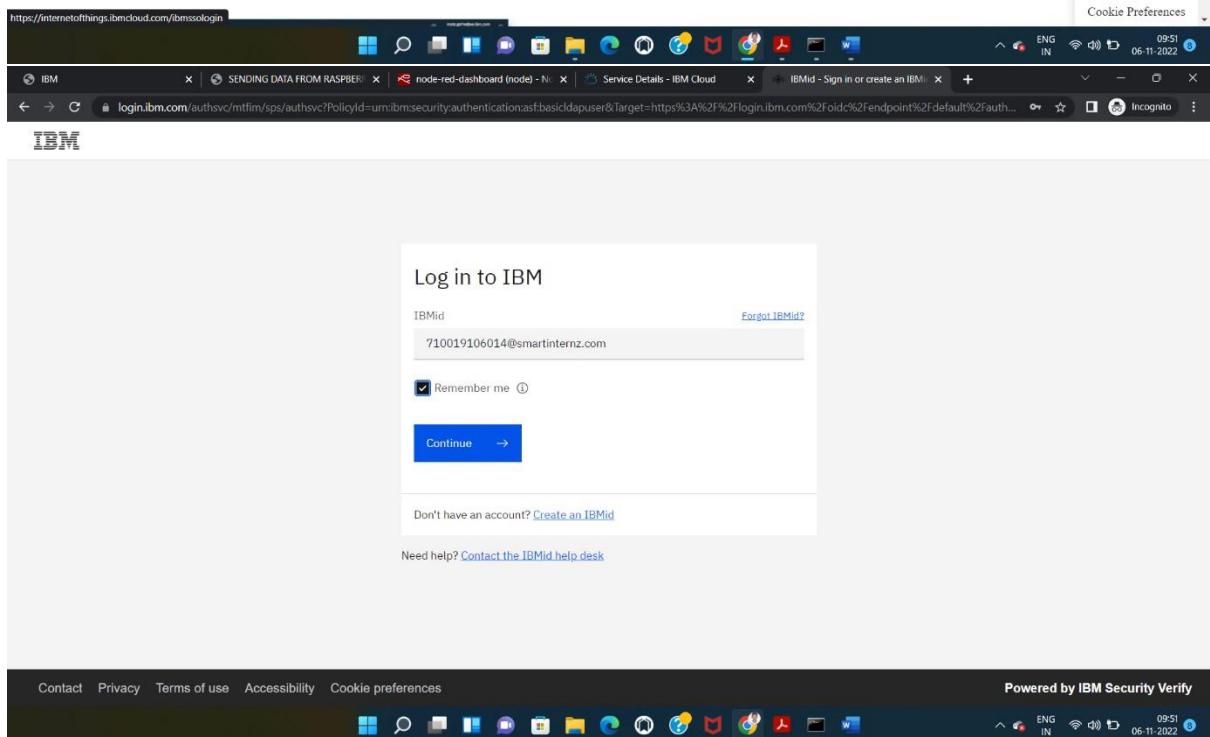 https://internetofthings.ibmcloud.com/ibmssologin
Cookie Preferences
ENG
IN
09:51
06-11-2022
IBM
SENDING DATA FROM RASPBERR
node-red-dashboard (node) - No
Service Details - IBM Cloud
IBMid - Sign in or create an IBMi
login.ibm.com/authsvc/mtfim/sps/authsvc?PolicyId=urn:ibm:security:authentication:asf:basicldapuser&Target=https%3A%2F%2Flogin.ibm.com%2Foidc%2Fendpoint%2Fdefault%2Fauth...
Incognito
IBM
Log in to IBM
IBMid
Forgot IBMid?
710019106014@smartinternz.com
Remember me
Continue
Don't have an account? Create an IBMid
Need help? Contact the IBMid help desk
Contact Privacy Terms of use Accessibility Cookie preferences
Powered by IBM Security Verify
ENG
IN
09:51
06-11-2022